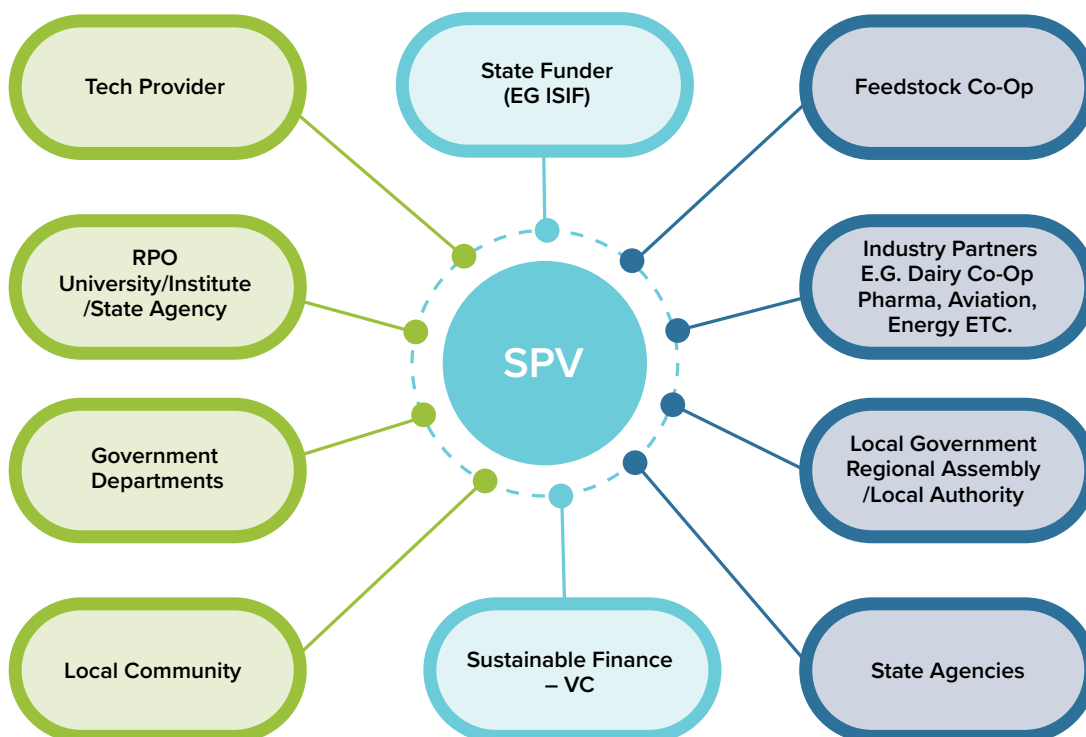 Tech Provider
State Funder
(EG ISIF)
Feedstock Co-Op
RPO
University/Institute
/State Agency
Industry Partners
E.G. Dairy Co-Op
Pharma, Aviation,
Energy ETC.
SPV
Government
Departments
Local Government
Regional Assembly
/Local Authority
Local Community
Sustainable Finance
– VC
State Agencies